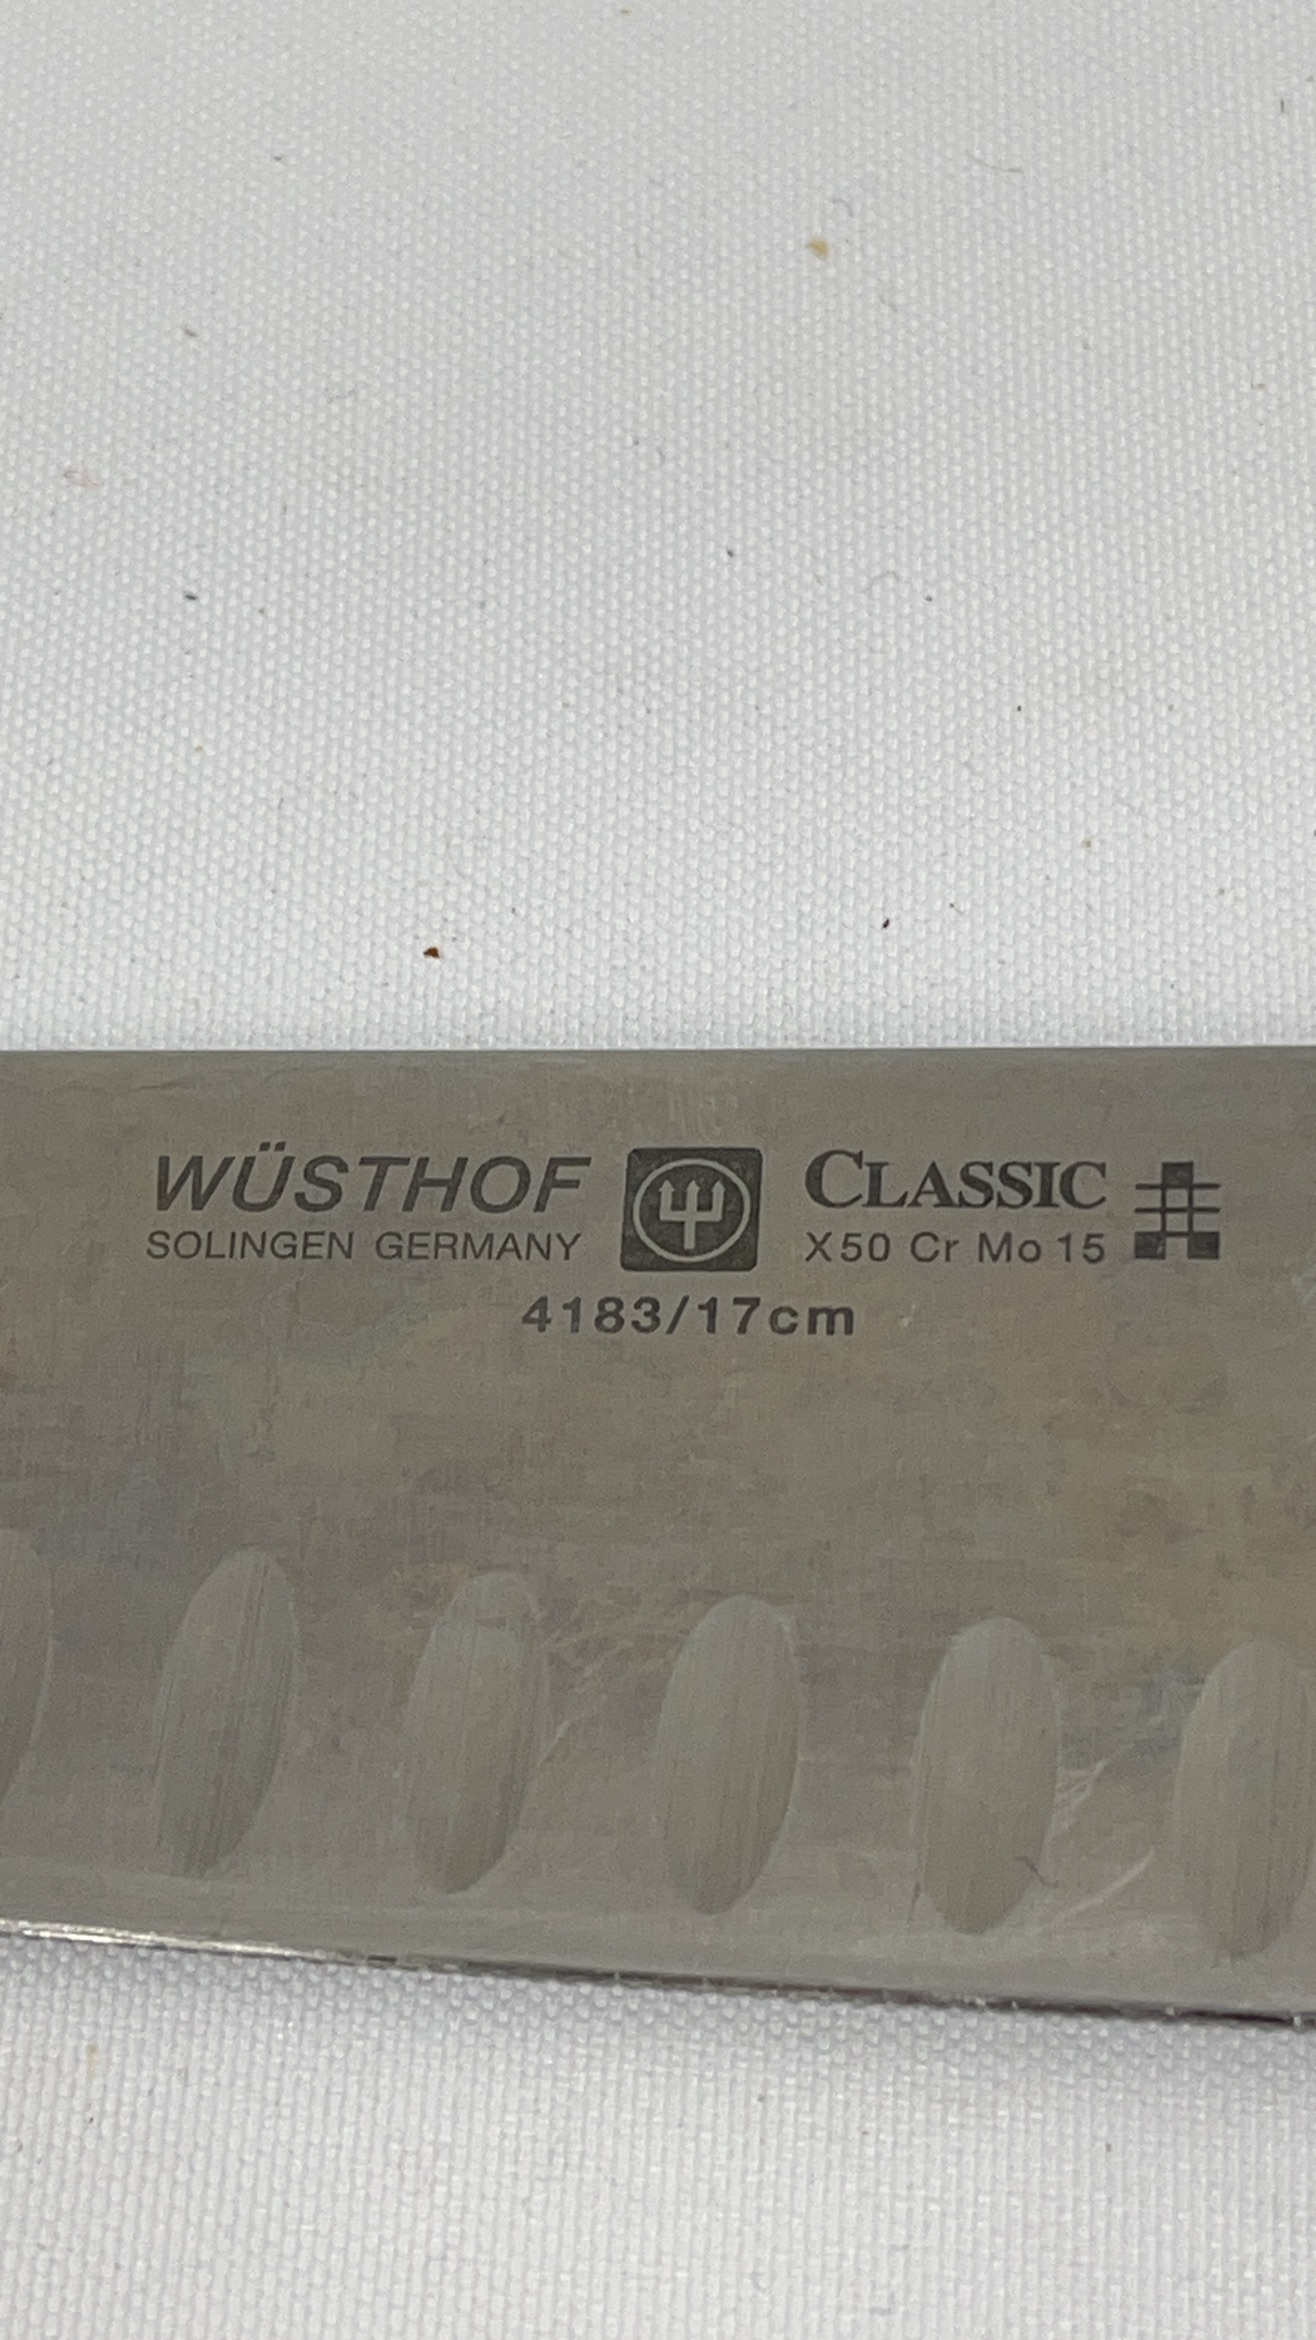 WÜSTHOF CLASSIC
SOLINGEN GERMANY X50 Cr Mo 15
4183/17cm